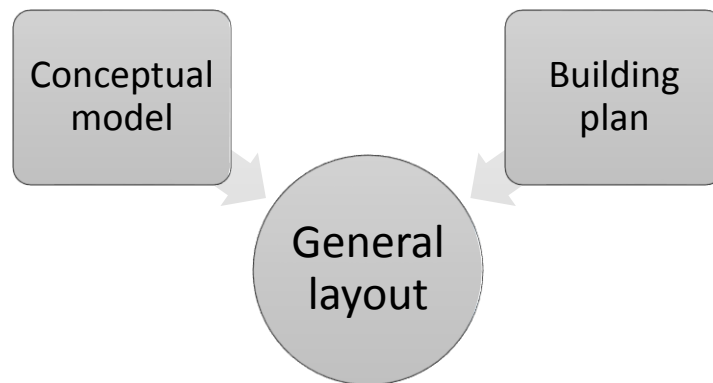 Conceptual
model
Building
plan
General
layout